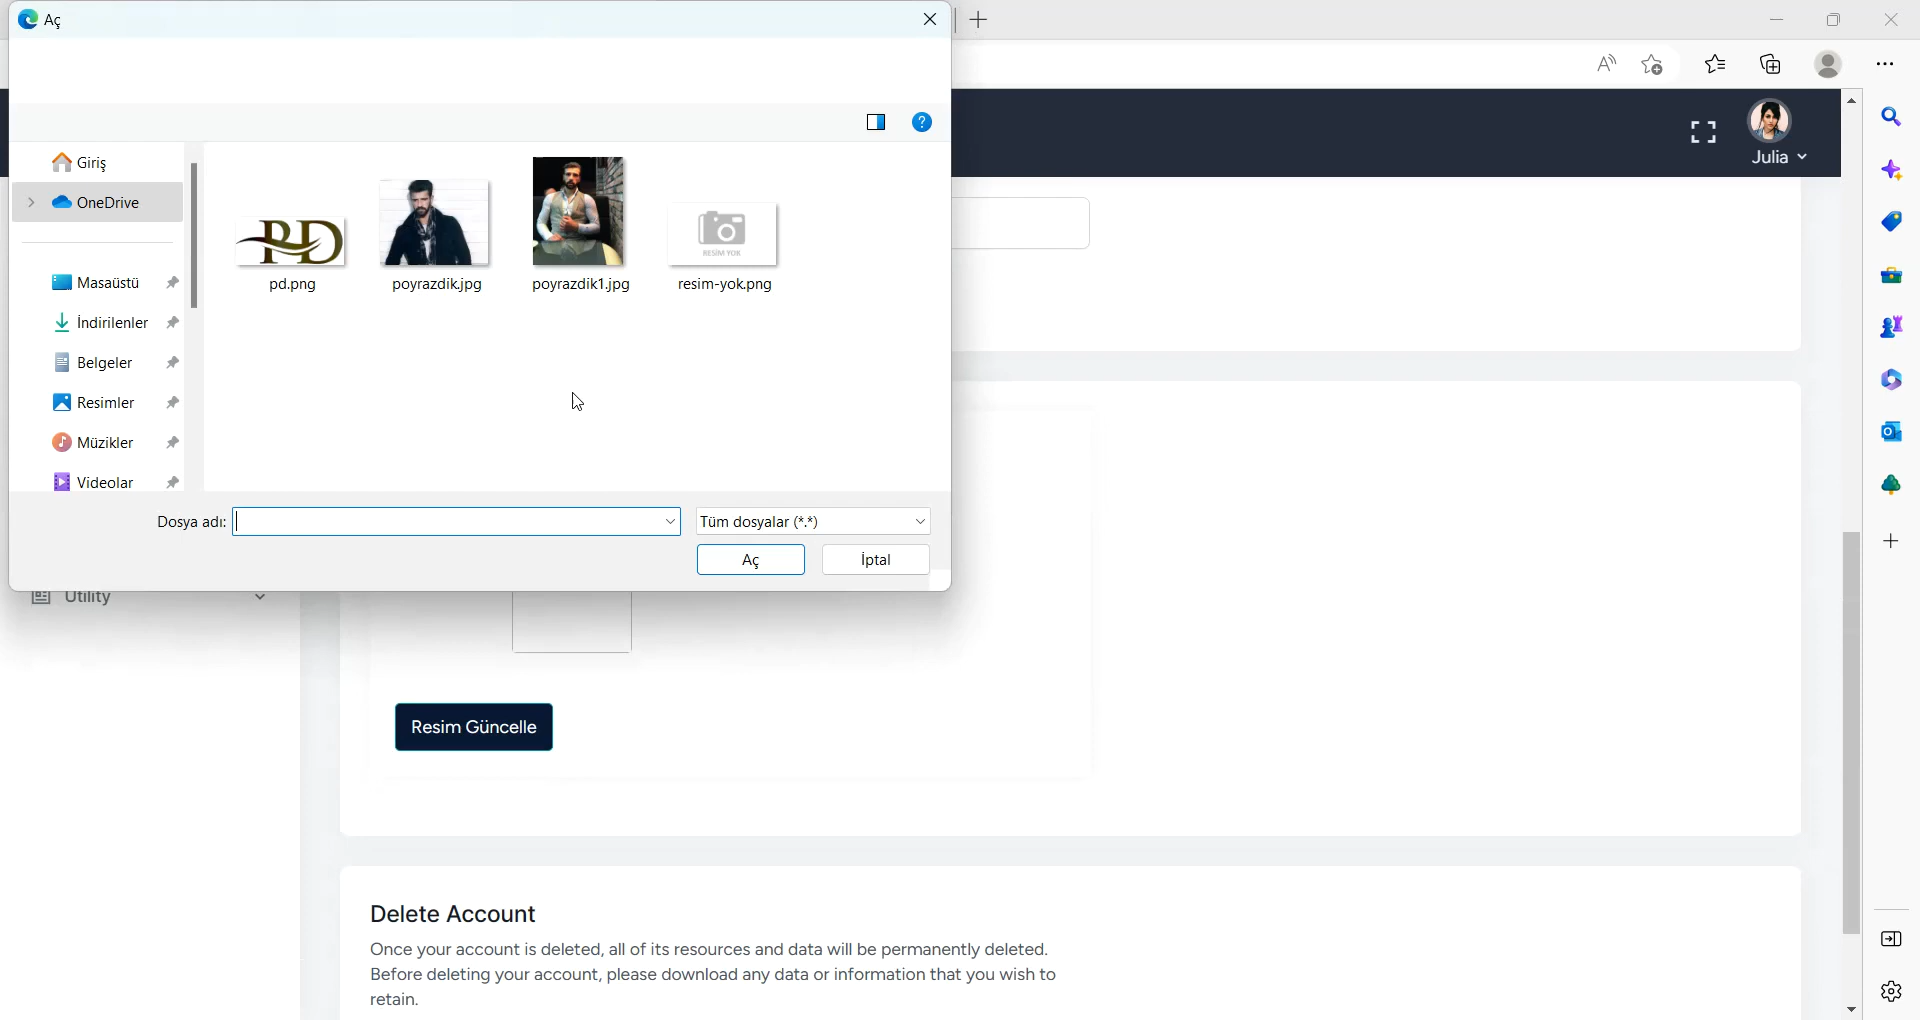 Aç
Julia
Giriş
OneDrive
Masaüstü
İndirilenler
Belgeler
Resimler
Müzikler
Videolar
PD
RESİM YOK
pd.png
poyrazdik.jpg
poyrazdik1.jpg
resim-yok.png
Dosya adı:
Tüm dosyalar (*.*)
Aç
İptal
Utility
Resim Güncelle
Delete Account
Once your account is deleted, all of its resources and data will be permanently deleted.
Before deleting your account, please download any data or information that you wish to
retain.